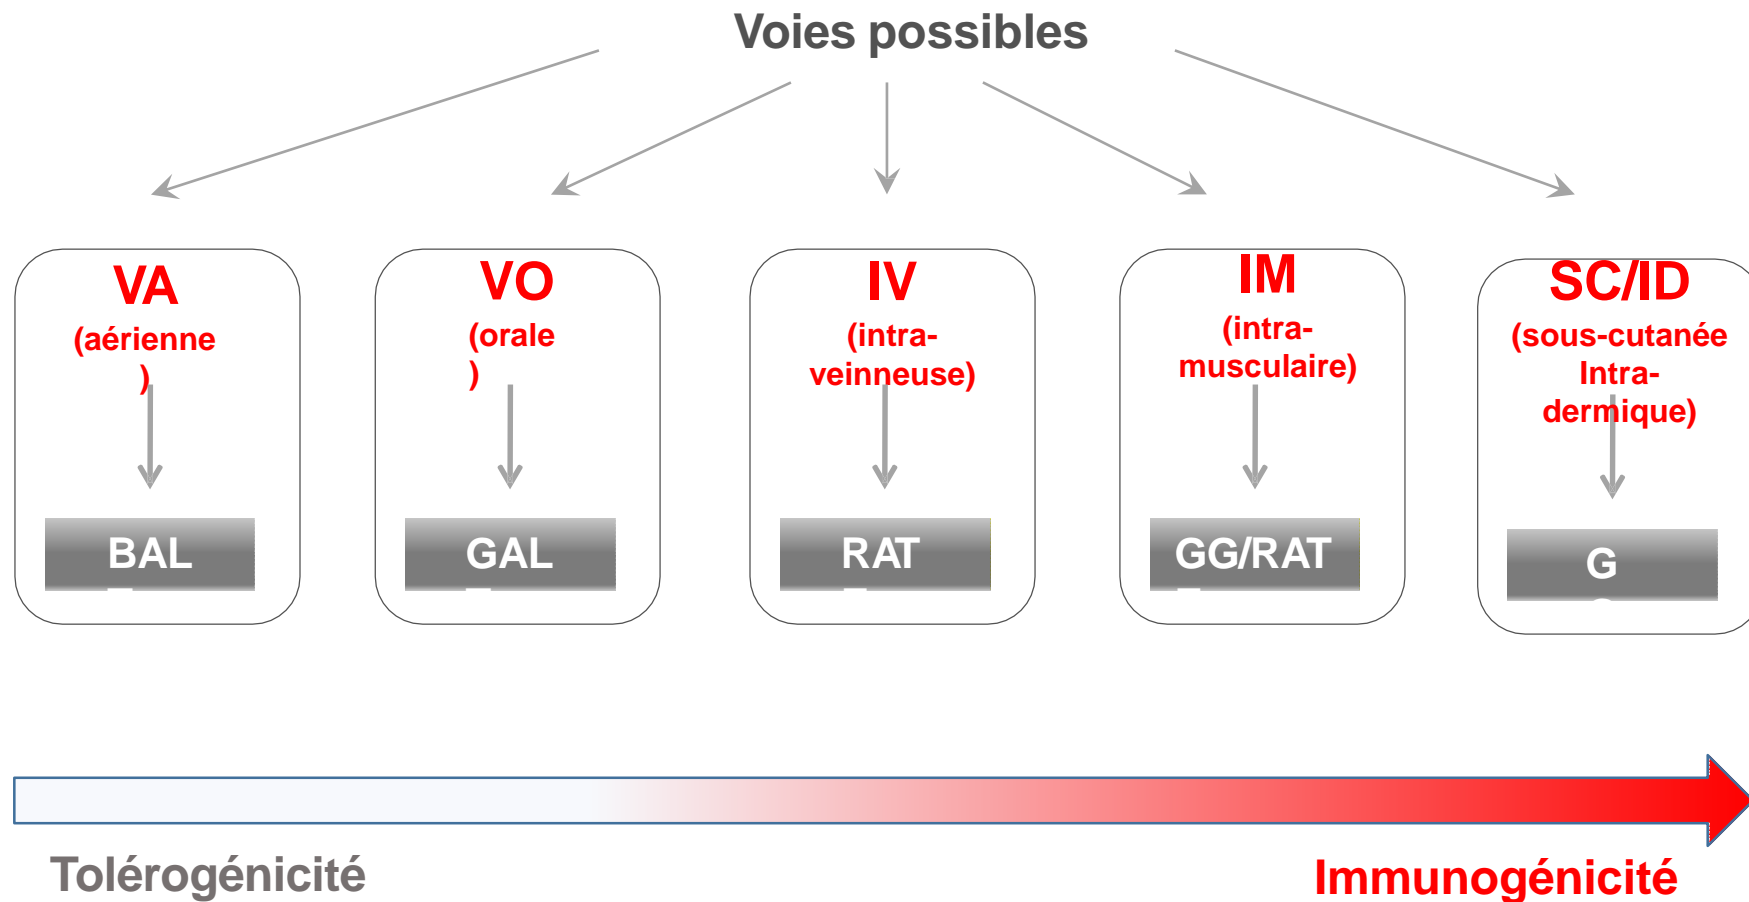 Voies possibles
VA
(aérienne
)
BAL
VO
(orale
)
GAL
IV
(intra-
veinneuse)
RAT
IM
(intra-
musculaire)
GG/RAT
SC/ID
(sous-cutanée
Intra-
dermique)
G
Tolérogénicité
Immunogénicité